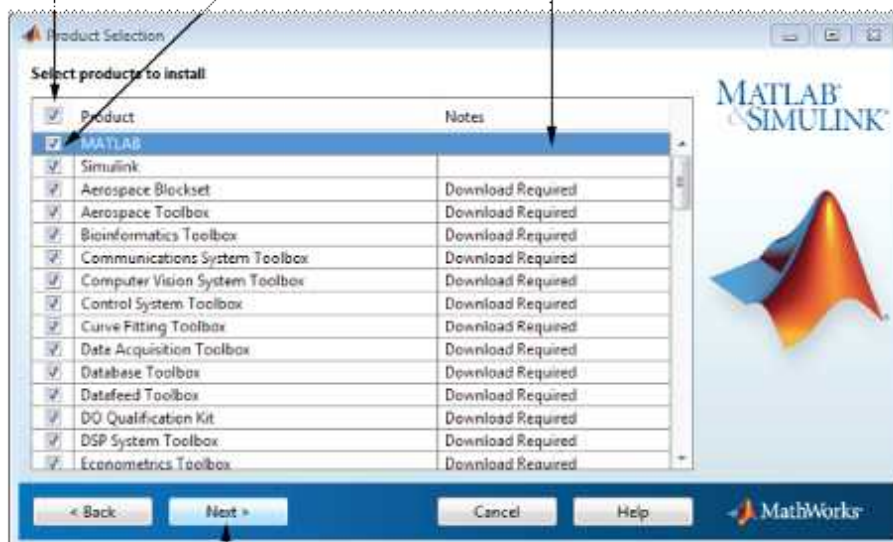 Product Selection
Select products to install
Product Notes
MATLAB
Simulink
Aerospace Blockset Download Required
Aerospace Toolbox Download Required
Bioinformatics Toolbox Download Required
Communications System Toolbox Download Required
Computer Vision System Toolbox Download Required
Control System Toolbox Download Required
Curve Fitting Toolbox Download Required
Data Acquisition Toolbox Download Required
Database Toolbox Download Required
Datafeed Toolbox Download Required
DO Qualification Kit Download Required
DSP System Toolbox Download Required
Econometrics Toolbox Download Required
MATLAB®
&SIMULINK®
< Back Next > Cancel Help MathWorks®